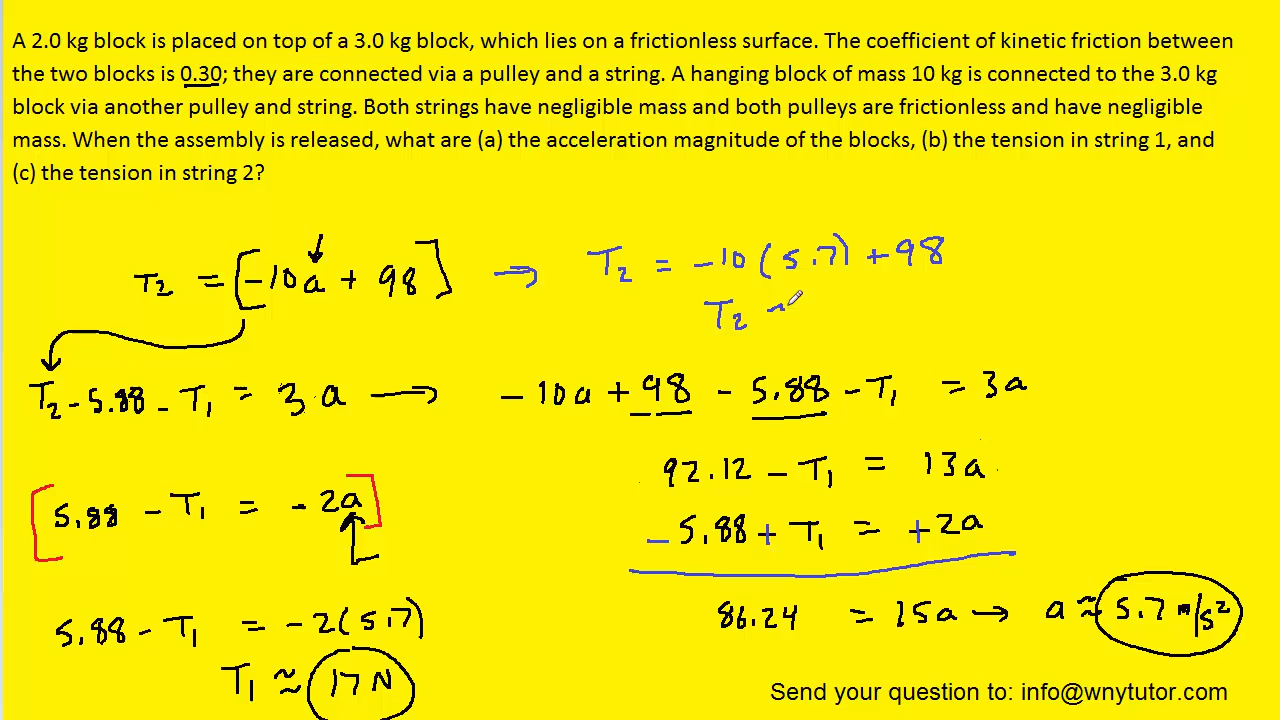 A 2.0 kg block is placed on top of a 3.0 kg block, which lies on a frictionless surface. The coefficient of kinetic friction between
the two blocks is 0.30; they are connected via a pulley and a string. A hanging block of mass 10 kg is connected to the 3.0 kg
block via another pulley and string. Both strings have negligible mass and both pulleys are frictionless and have negligible
mass. When the assembly is released, what are (a) the acceleration magnitude of the blocks, (b) the tension in string 1, and
(c) the tension in string 2?
T₂ = [-10a + 98] → T₂ = -10(5.7) + 98
T₂ =
T₂ - 5.88 - T₁ = 3a → -10a + 98 - 5.88 - T₁ = 3a
92.12 - T₁ = 13a
[5.88 - T₁ = -2a]
-5.88 + T₁ = +2a
86.24 = 15a → a ≈ 5.7 m/s²
5.88 - T₁ = -2(5.7)
T₁ ≈ 17 N
Send your question to: info@wnytutor.com